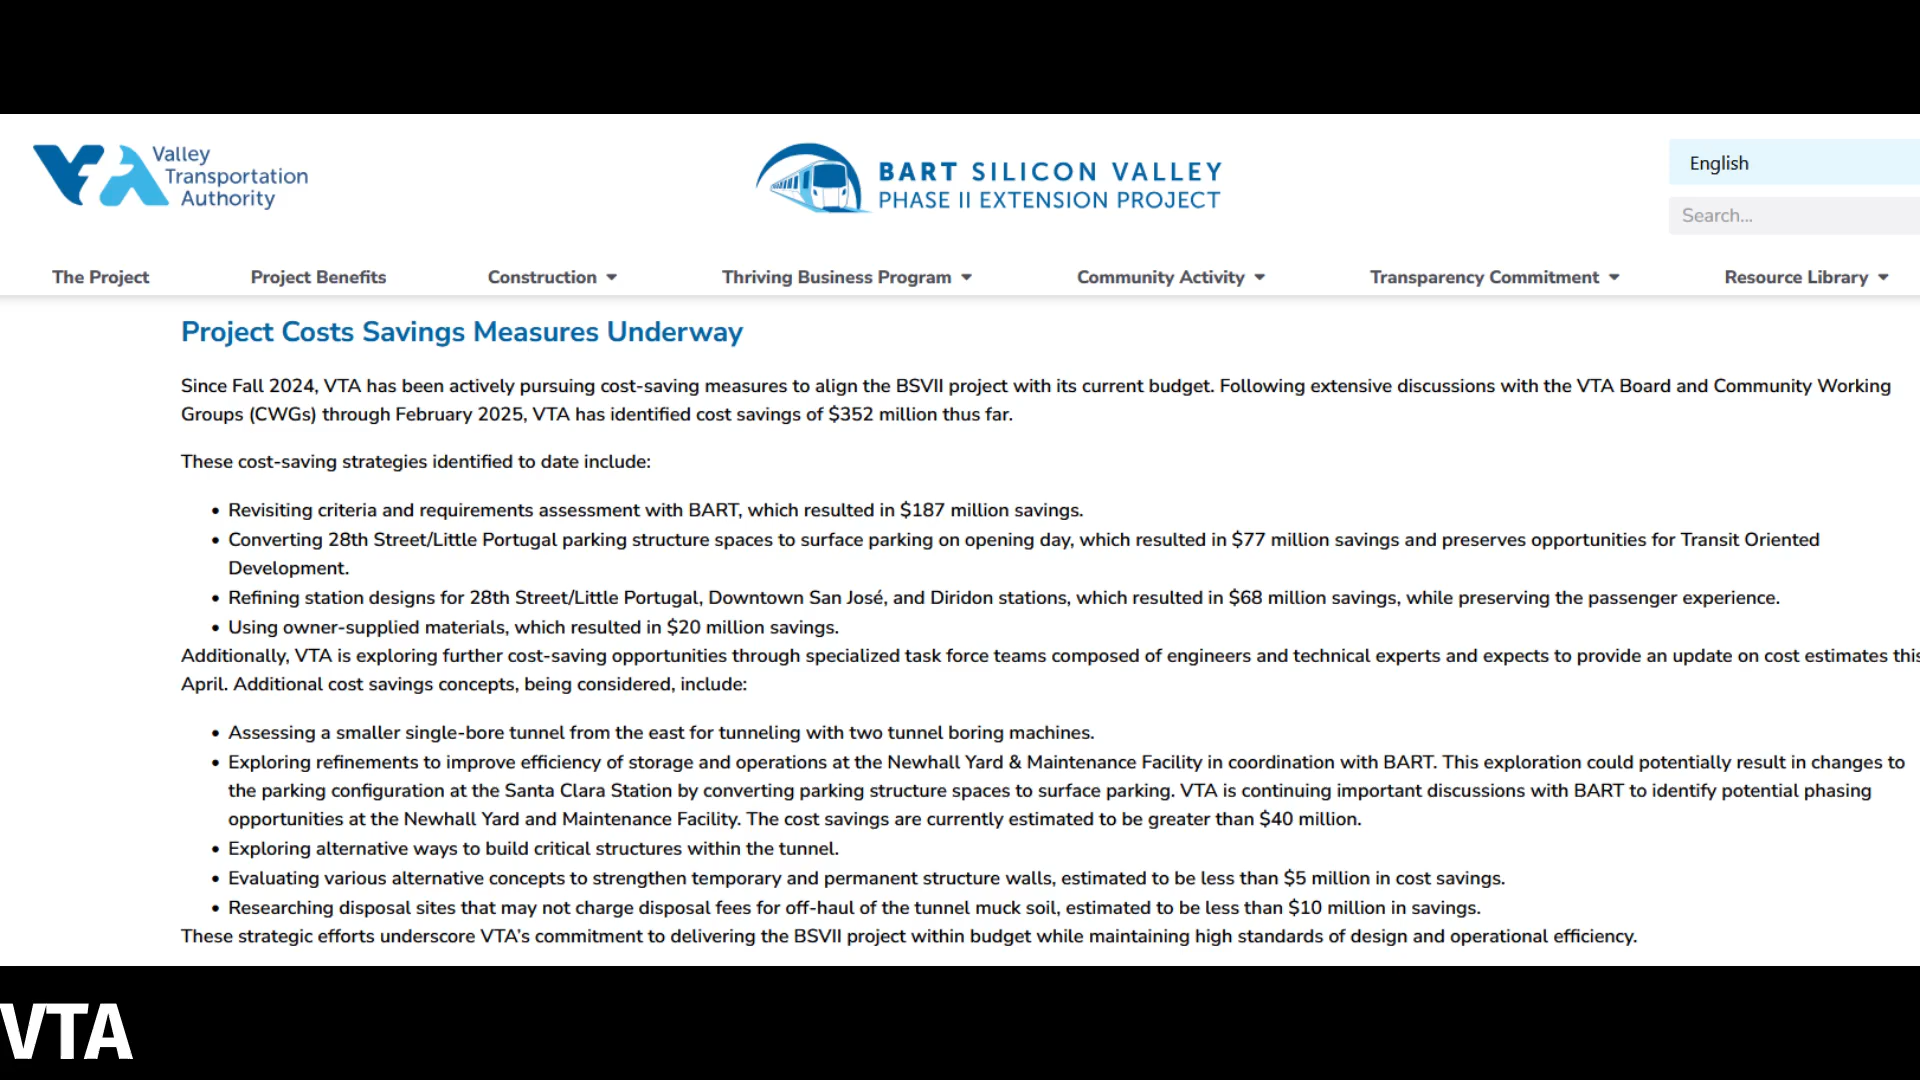 Valley
Transportation
Authority
BART SILICON VALLEY
PHASE II EXTENSION PROJECT
English
Search...
The Project Project Benefits Construction Thriving Business Program Community Activity Transparency Commitment Resource Library
Project Costs Savings Measures Underway
Since Fall 2024, VTA has been actively pursuing cost-saving measures to align the BSVII project with its current budget. Following extensive discussions with the VTA Board and Community Working
Groups (CWGs) through February 2025, VTA has identified cost savings of $352 million thus far.
These cost-saving strategies identified to date include:
• Revisiting criteria and requirements assessment with BART, which resulted in $187 million savings.
• Converting 28th Street/Little Portugal parking structure spaces to surface parking on opening day, which resulted in $77 million savings and preserves opportunities for Transit Oriented
Development.
• Refining station designs for 28th Street/Little Portugal, Downtown San José, and Diridon stations, which resulted in $68 million savings, while preserving the passenger experience.
• Using owner-supplied materials, which resulted in $20 million savings.
Additionally, VTA is exploring further cost-saving opportunities through specialized task force teams composed of engineers and technical experts and expects to provide an update on cost estimates this
April. Additional cost savings concepts, being considered, include:
• Assessing a smaller single-bore tunnel from the east for tunneling with two tunnel boring machines.
• Exploring refinements to improve efficiency of storage and operations at the Newhall Yard & Maintenance Facility in coordination with BART. This exploration could potentially result in changes to
the parking configuration at the Santa Clara Station by converting parking structure spaces to surface parking. VTA is continuing important discussions with BART to identify potential phasing
opportunities at the Newhall Yard and Maintenance Facility. The cost savings are currently estimated to be greater than $40 million.
• Exploring alternative ways to build critical structures within the tunnel.
• Evaluating various alternative concepts to strengthen temporary and permanent structure walls, estimated to be less than $5 million in cost savings.
• Researching disposal sites that may not charge disposal fees for off-haul of the tunnel muck soil, estimated to be less than $10 million in savings.
These strategic efforts underscore VTA's commitment to delivering the BSVII project within budget while maintaining high standards of design and operational efficiency.
VTA